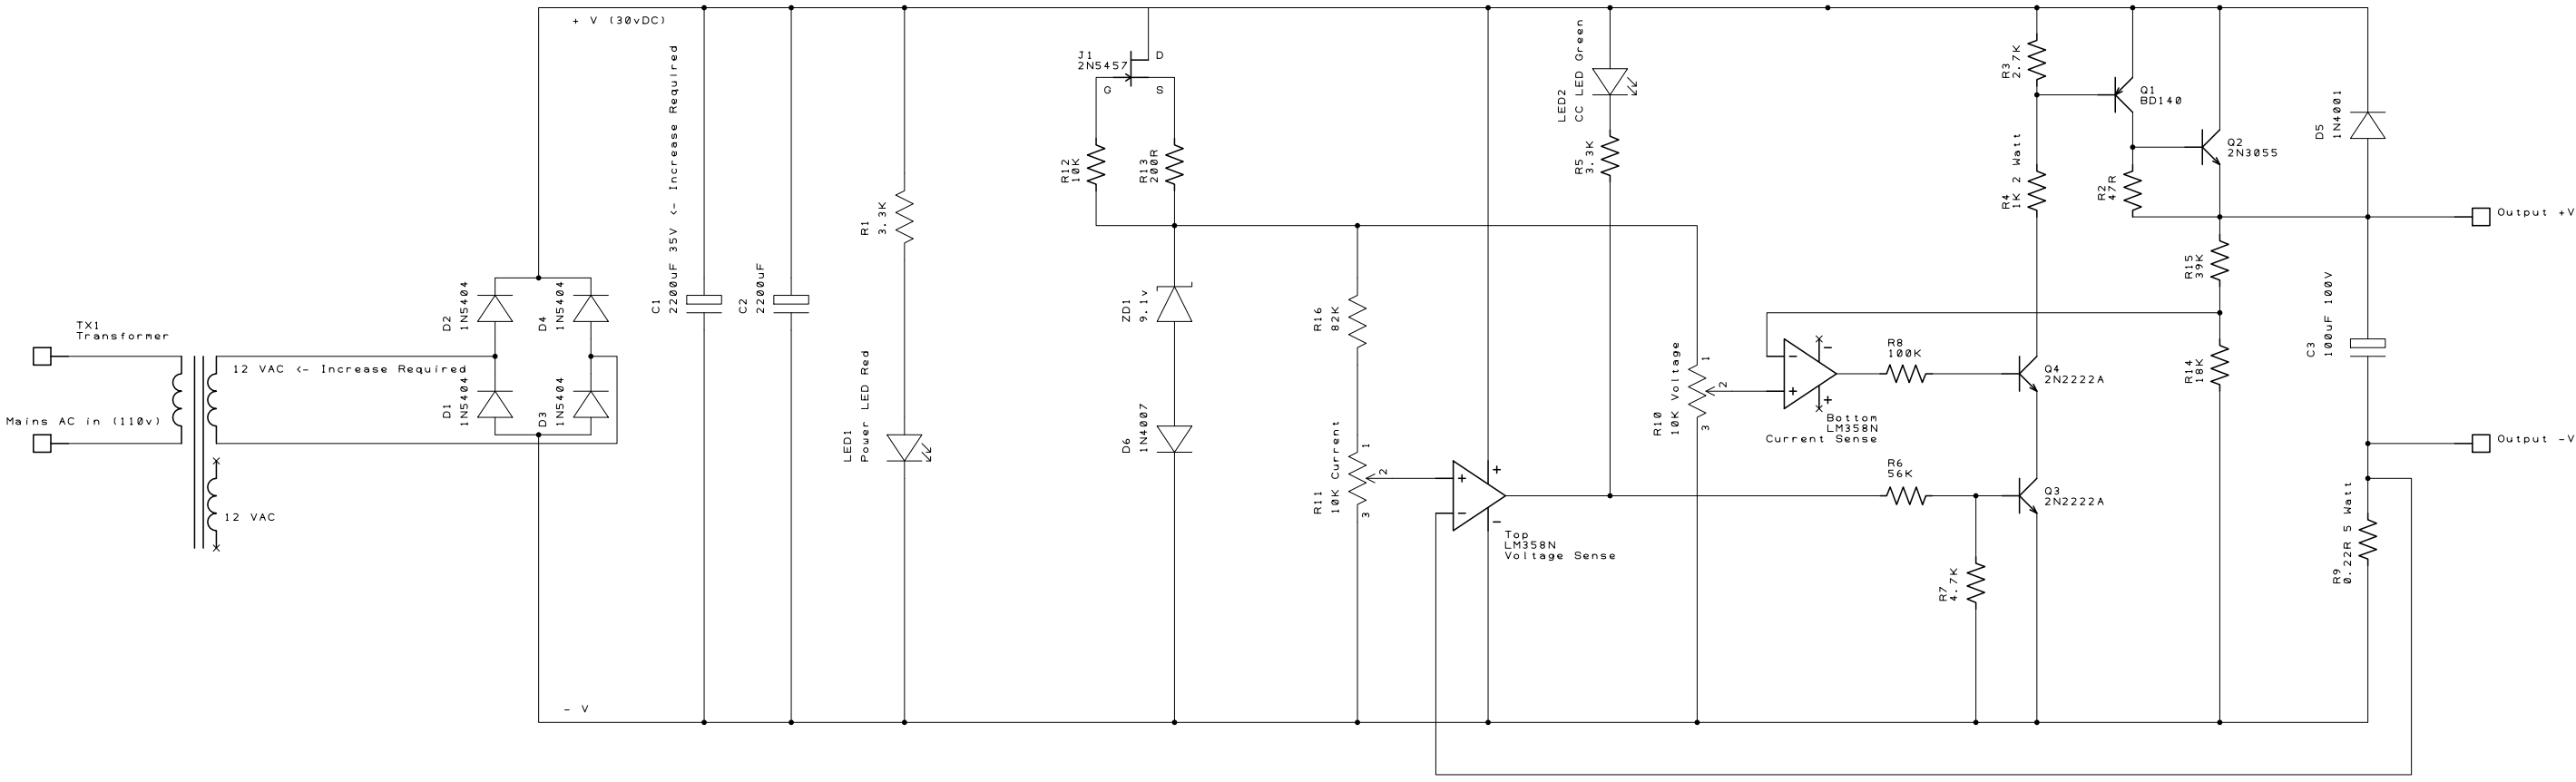 + V (30vDC)
TX1
Transformer
Mains AC in (110v)
12 VAC <- Increase Required
12 VAC
D2
1N5404
D4
1N5404
D1
1N5404
D3
1N5404
C1
2200uF 35V <- Increase Required
C2
2200uF
R1
3.3K
LED1
Power LED Red
J1
2N5457
D
G
S
R12
10K
R13
200R
ZD1
9.1v
D6
1N4007
R16
82K
R11
10K Current
1
2
3
+
-
+
-
Top
LM358N
Voltage Sense
LED2
CC LED Green
R5
3.3K
R10
10K Voltage
1
2
3
-
+
-
+
Bottom
LM358N
Current Sense
R8
100K
R6
56K
R7
4.7K
R3
2.7K
R4
1K 2 Watt
Q1
BD140
R2
47R
Q2
2N3055
Q4
2N2222A
Q3
2N2222A
R15
39K
R14
18K
D5
1N4001
C3
100uF 100V
R9
0.22R 5 Watt
Output +V
Output -V
- V